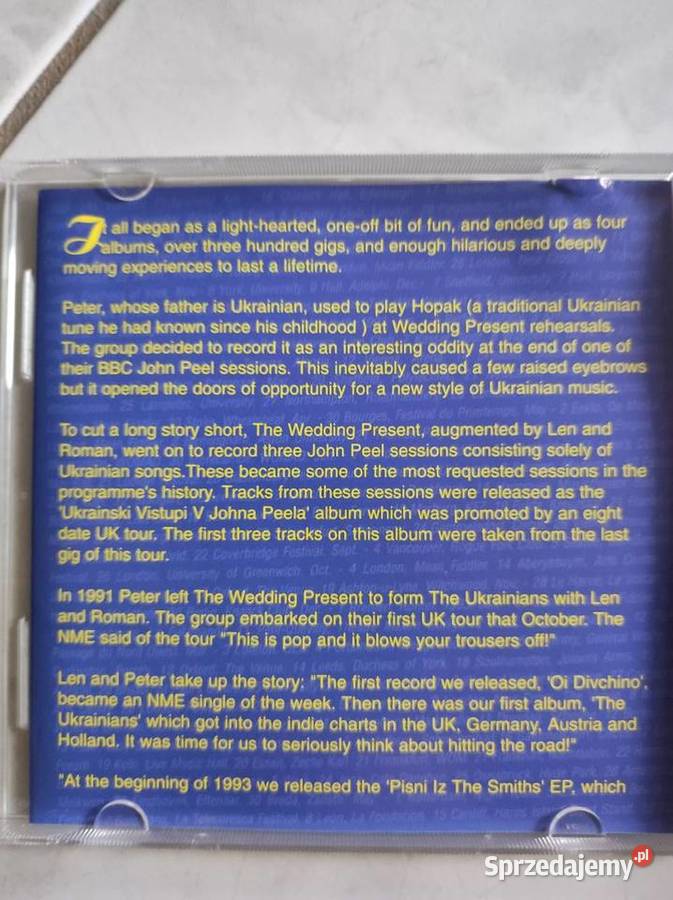 It all began as a light-hearted, one-off bit of fun, and ended up as four
albums, over three hundred gigs, and enough hilarious and deeply
moving experiences to last a lifetime.
Peter, whose father is Ukrainian, used to play Hopak (a traditional Ukrainian
tune he had known since his childhood ) at Wedding Present rehearsals.
The group decided to record it as an interesting oddity at the end of one of
their BBC John Peel sessions. This inevitably caused a few raised eyebrows
but it opened the doors of opportunity for a new style of Ukrainian music.
To cut a long story short, The Wedding Present, augmented by Len and
Roman, went on to record three John Peel sessions consisting solely of
Ukrainian songs.These became some of the most requested sessions in the
programme's history. Tracks from these sessions were released as the
'Ukrainski Vistupi V Johna Peela' album which was promoted by an eight
date UK tour. The first three tracks on this album were taken from the last
gig of this tour.
In 1991 Peter left The Wedding Present to form The Ukrainians with Len
and Roman. The group embarked on their first UK tour that October. The
NME said of the tour "This is pop and it blows your trousers off!"
Len and Peter take up the story: "The first record we released, 'Oi Divchino',
became an NME single of the week. Then there was our first album, 'The
Ukrainians' which got into the indie charts in the UK, Germany, Austria and
Holland. It was time for us to seriously think about hitting the road!"
"At the beginning of 1993 we released the 'Pisni Iz The Smiths' EP, which
Sprzedajemy.pl